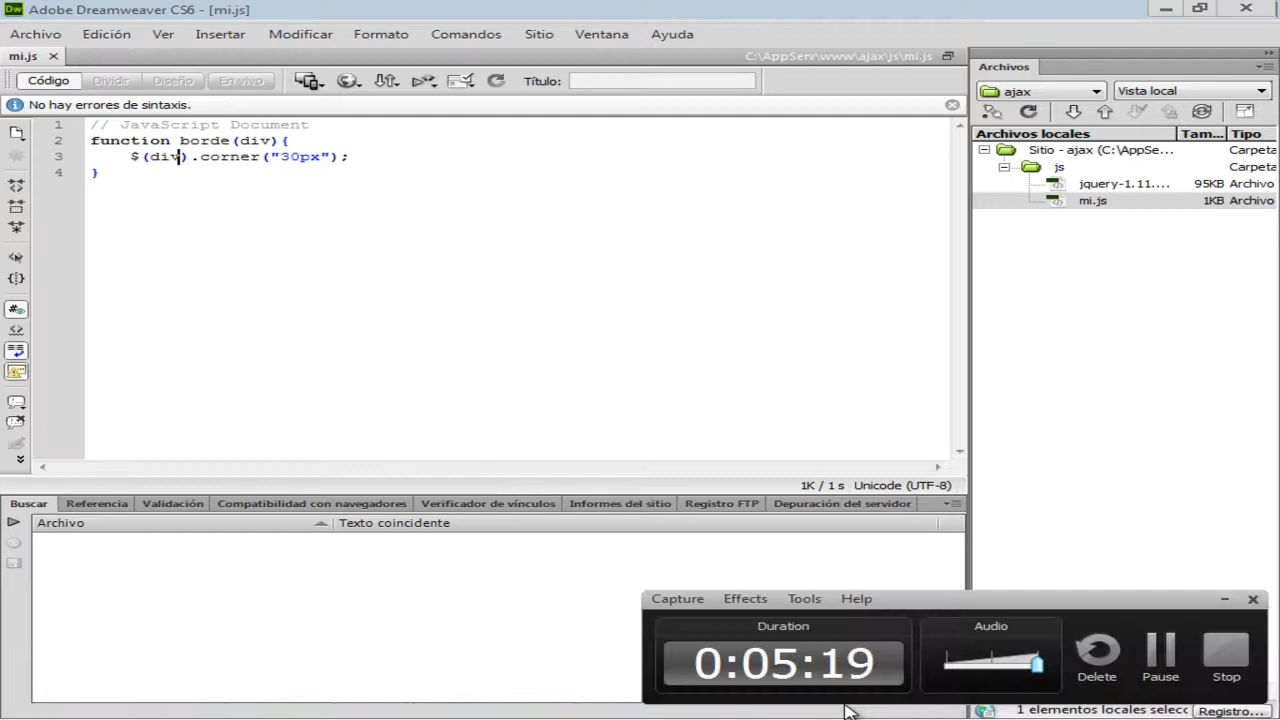 Dw Adobe Dreamweaver CS6 - [mi.js]
Archivo Edición Ver Insertar Modificar Formato Comandos Sitio Ventana Ayuda
mi.js C:\AppServ\www\ajax\js\mi.js
Código Dividir Diseño En vivo Título:
No hay errores de sintaxis.
1 // JavaScript Document
2 function borde(div){
3 $(div).corner("30px");
4 }
1K / 1 s Unicode (UTF-8)
Archivos
ajax Vista local
Archivos locales Tam... Tipo
Sitio - ajax (C:\AppSe... Carpeta
js Carpeta
jquery-1.11.... 95KB Archivo
mi.js 1KB Archivo
Buscar Referencia Validación Compatibilidad con navegadores Verificador de vínculos Informes del sitio Registro FTP Depuración del servidor
Archivo Texto coincidente
Capture Effects Tools Help
Duration Audio
0:05:19
Delete Pause Stop
1 elementos locales selecc Registro...